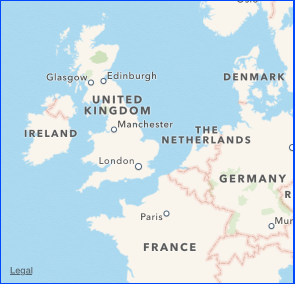 DENMARK
Glasgow
Edinburgh
UNITED
KINGDOM
Manchester
IRELAND
THE
NETHERLANDS
London
GERMANY
Paris
FRANCE
Legal